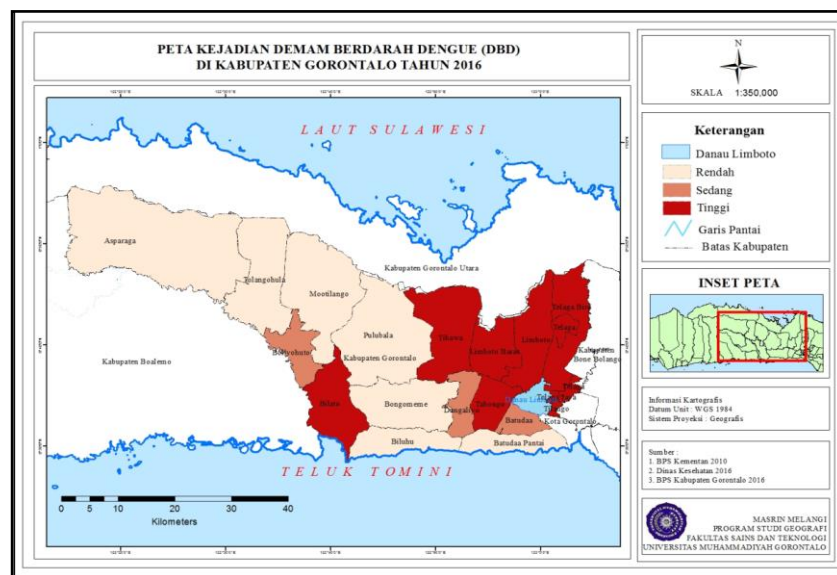 PETA KEJADIAN DEMAM BERDARAH DENGUE (DBD)
DI KABUPATEN GORONTALO TAHUN 2016
N
SKALA 1:350,000
LAUT SULAWESI
Keterangan
Danau Limboto
Rendah
Sedang
Tinggi
Garis Pantai
Batas Kabupaten
Asparaga
Tolangohula
Mootilango
Kabupaten Gorontalo Utara
Telaga Biru
Telaga
Pulubala
Tibawa
Limboto
Limboto Barat
Kabupaten
Bone Bolango
Boliyohuto
Kabupaten Gorontalo
Kabupaten Boalemo
Bilato
Bongomeme
Tabongo
Batudaa
Tilango
Kota Gorontalo
Biluhu
Batudaa Pantai
TELUK TOMINI
0 5 10 20 30 40
Kilometers
INSET PETA
Informasi Kartografis
Datum Unit : WGS 1984
Sistem Proyeksi : Geografis
Sumber :
1. BPS Kementan 2010
2. Dinas Kesehatan 2016
3. BPS Kabupaten Gorontalo 2016
MASRIN MELANGI
PROGRAM STUDI GEOGRAFI
FAKULTAS SAINS DAN TEKNOLOGI
UNIVERSITAS MUHAMMADIYAH GORONTALO